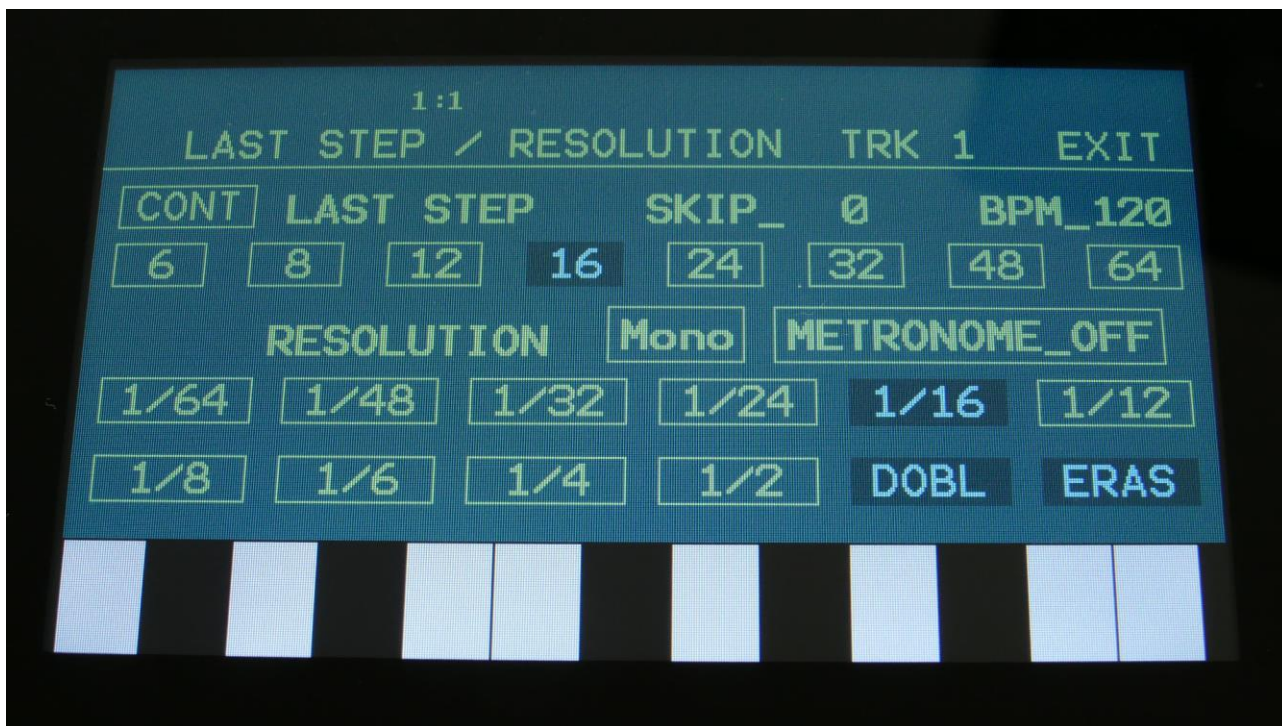 1:1
LAST STEP / RESOLUTION TRK 1 EXIT
CONT LAST STEP SKIP_ 0 BPM_120
6 8 12 16 24 32 48 64
RESOLUTION Mono METRONOME_OFF
1/64 1/48 1/32 1/24 1/16 1/12
1/8 1/6 1/4 1/2 DOBL ERAS